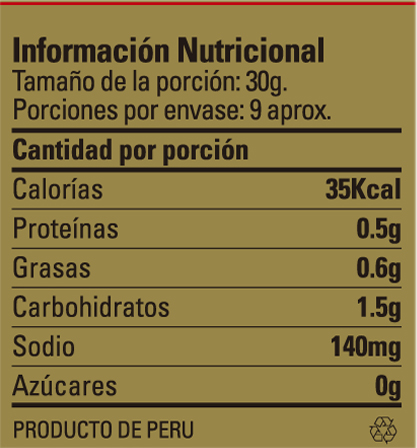 Información Nutricional
Tamaño de la porción: 30g.
Porciones por envase: 9 aprox.
Cantidad por porción
Calorías 35Kcal
Proteínas 0.5g
Grasas 0.6g
Carbohidratos 1.5g
Sodio 140mg
Azúcares 0g
PRODUCTO DE PERU